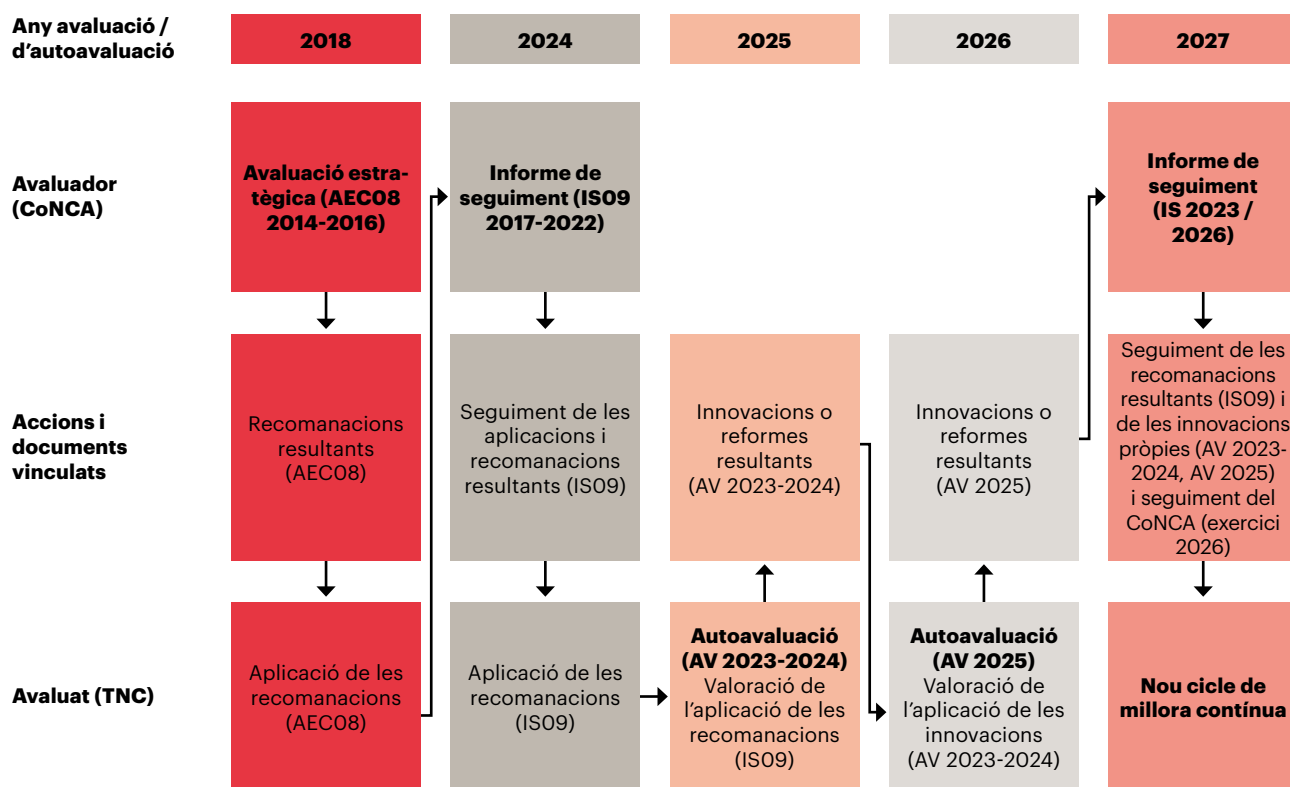 Any avaluació /
d'autoavaluació
2018
2024
2025
2026
2027
Avaluador
(CoNCA)
Avaluació estra-
tègica (AEC08
2014-2016)
Informe de
seguiment (IS09
2017-2022)
Informe de
seguiment
(IS 2023 /
2026)
Accions i
documents
vinculats
Recomanacions
resultants
(AEC08)
Seguiment de les
aplicacions i
recomanacions
resultants (IS09)
Innovacions o
reformes
resultants
(AV 2023-2024)
Innovacions o
reformes
resultants
(AV 2025)
Seguiment de les
recomanacions
resultants (IS09) i
de les innovacions
pròpies (AV 2023-
2024, AV 2025)
i seguiment del
CoNCA (exercici
2026)
Avaluat (TNC)
Aplicació de les
recomanacions
(AEC08)
Aplicació de les
recomanacions
(IS09)
Autoavaluació
(AV 2023-2024)
Valoració de
l'aplicació de les
recomanacions
(IS09)
Autoavaluació
(AV 2025)
Valoració de
l'aplicació de les
innovacions
(AV 2023-2024)
Nou cicle de
millora contínua